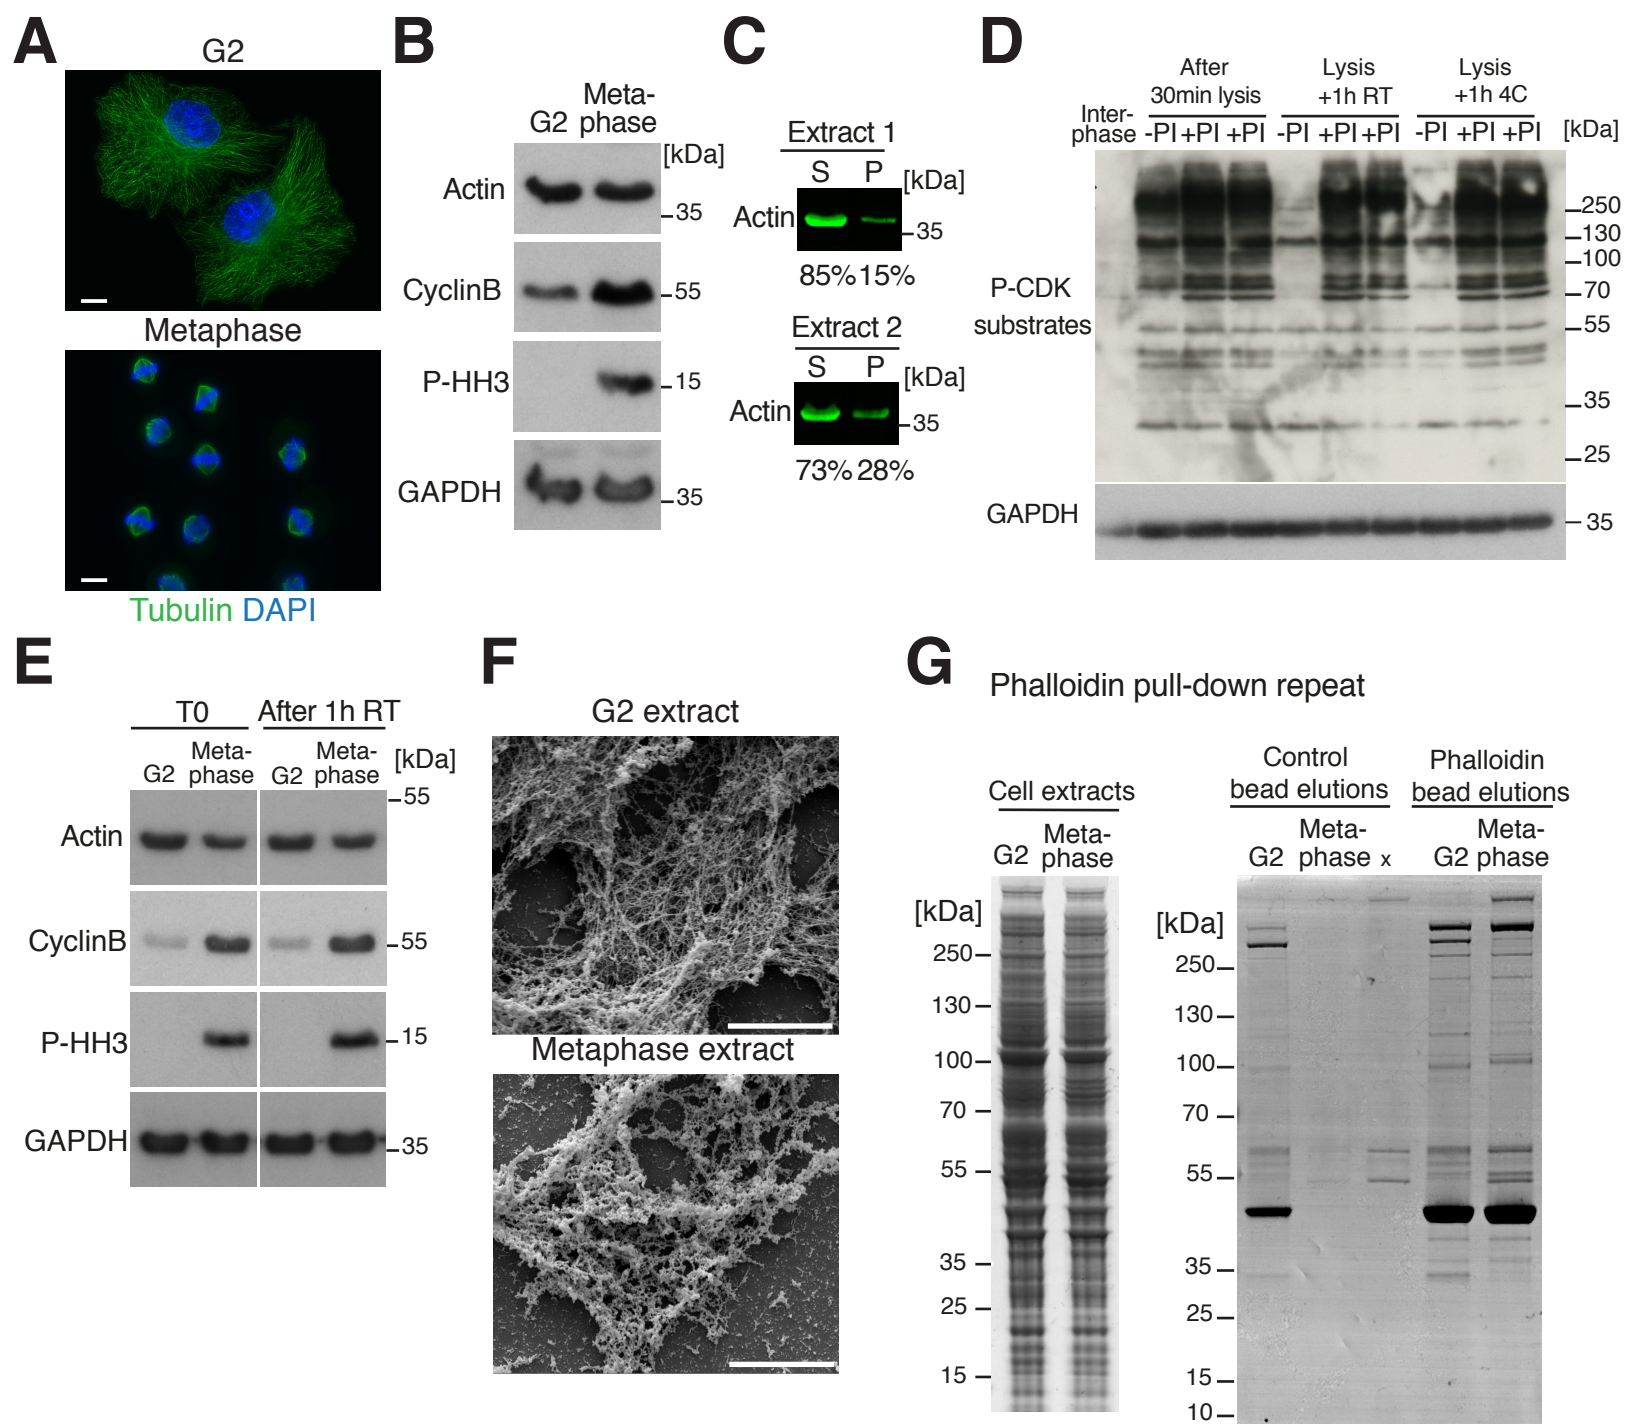 A
G2
Metaphase
Tubulin DAPI
B
G2
Meta-
phase
[kDa]
Actin
35
CyclinB
55
P-HH3
15
GAPDH
35
C
Extract 1
S P
[kDa]
Actin
35
85% 15%
Extract 2
S P
[kDa]
Actin
35
73% 28%
D
After
30min lysis
Lysis
+1h RT
Lysis
+1h 4C
Inter-
phase
-PI +PI +PI -PI +PI +PI -PI +PI +PI
[kDa]
250
130
100
P-CDK
substrates
70
55
35
25
GAPDH
35
E
T0
After 1h RT
G2
Meta-
phase
G2
Meta-
phase
[kDa]
55
Actin
CyclinB
55
P-HH3
15
GAPDH
35
F
G2 extract
Metaphase extract
G
Phalloidin pull-down repeat
Cell extracts
G2
Meta-
phase
[kDa]
250
130
100
70
55
35
25
15
Control
bead elutions
Phalloidin
bead elutions
G2
Meta-
phase x
G2
Meta-
phase
[kDa]
250
130
100
70
55
35
25
15
10